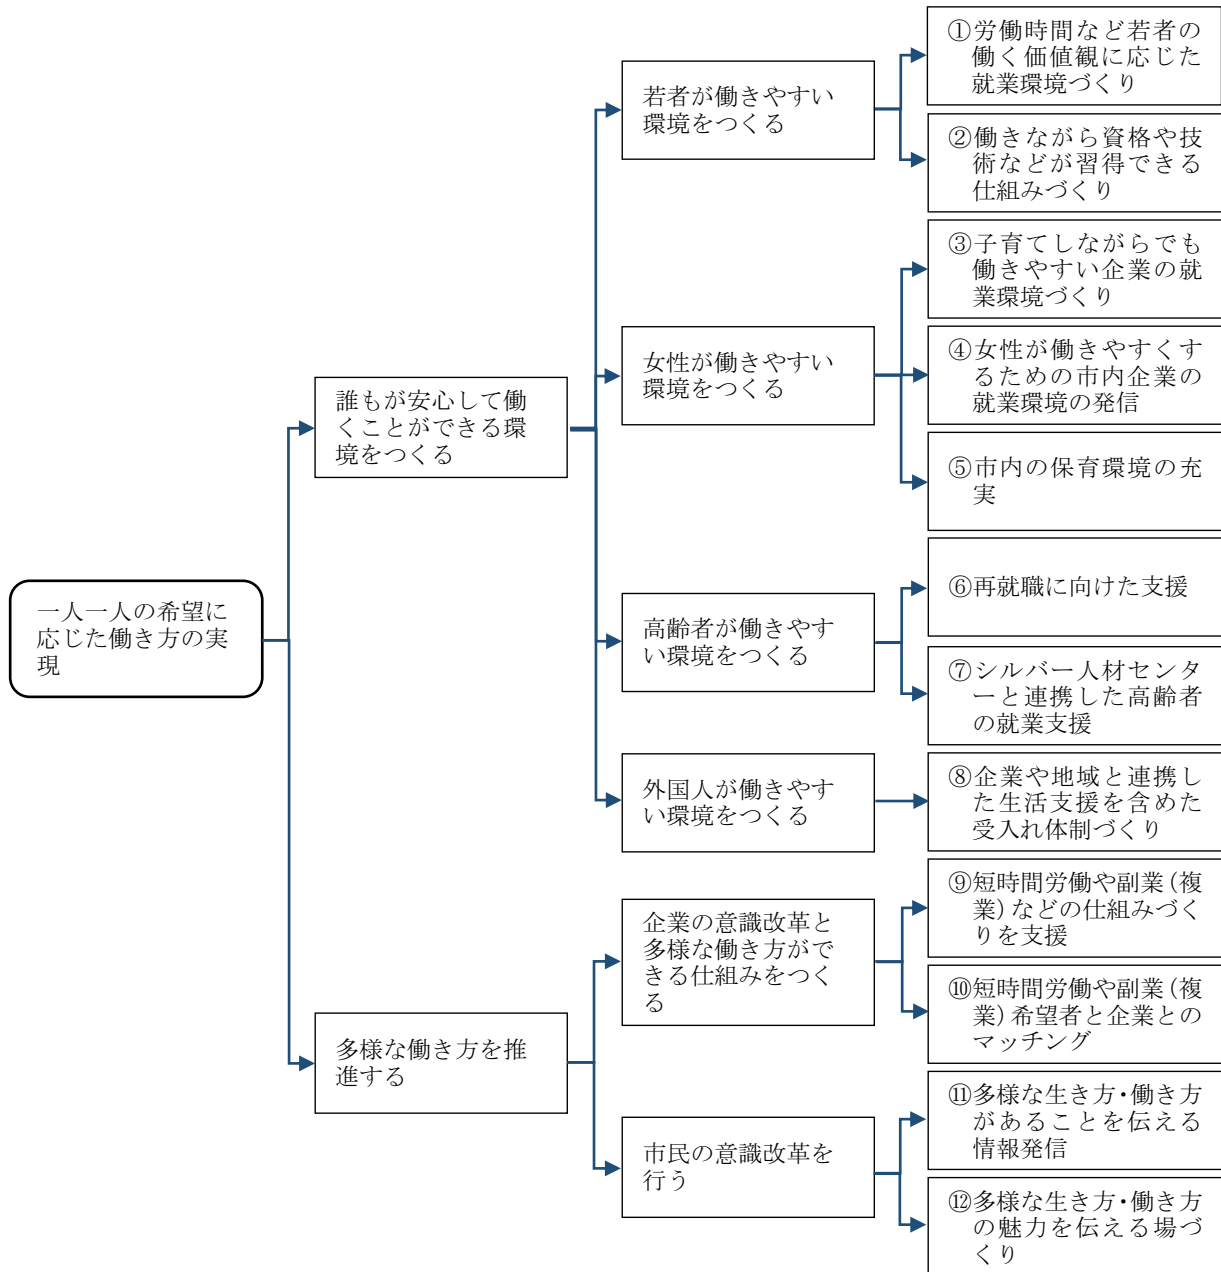 一人一人の希望に
応じた働き方の実
現
誰もが安心して働
くことができる環
境をつくる
若者が働きやすい
環境をつくる
①労働時間など若者の
働く価値観に応じた
就業環境づくり
②働きながら資格や技
術などが習得できる
仕組みづくり
女性が働きやすい
環境をつくる
③子育てしながらでも
働きやすい企業の就
業環境づくり
④女性が働きやすくす
るための市内企業の
就業環境の発信
⑤市内の保育環境の充
実
高齢者が働きやす
い環境をつくる
⑥再就職に向けた支援
⑦シルバー人材センタ
ーと連携した高齢者
の就業支援
外国人が働きやす
い環境をつくる
⑧企業や地域と連携し
た生活支援を含めた
受入れ体制づくり
多様な働き方を推
進する
企業の意識改革と
多様な働き方がで
きる仕組みをつく
る
⑨短時間労働や副業(複
業)などの仕組みづく
りを支援
⑩短時間労働や副業(複
業)希望者と企業との
マッチング
市民の意識改革を
行う
⑪多様な生き方・働き方
があることを伝える
情報発信
⑫多様な生き方・働き方
の魅力を伝える場づ
くり